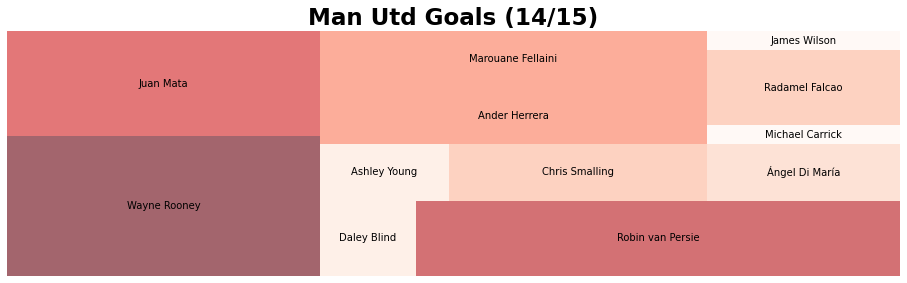 Man Utd Goals (14/15)
James Wilson
Marouane Fellaini
Juan Mata
Radamel Falcao
Ander Herrera
Michael Carrick
Ashley Young
Chris Smalling
Ángel Di María
Wayne Rooney
Daley Blind
Robin van Persie